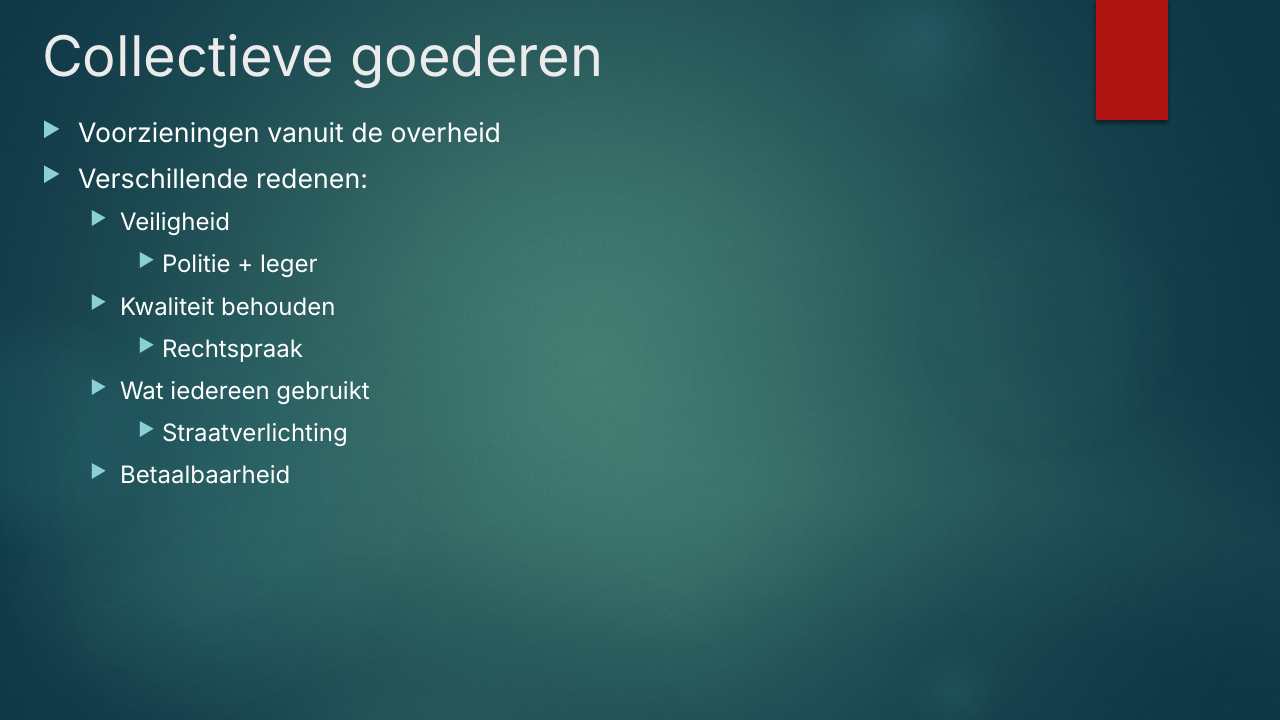 Collectieve goederen
Voorzieningen vanuit de overheid
Verschillende redenen:
Veiligheid
Politie + leger
Kwaliteit behouden
Rechtspraak
Wat iedereen gebruikt
Straatverlichting
Betaalbaarheid